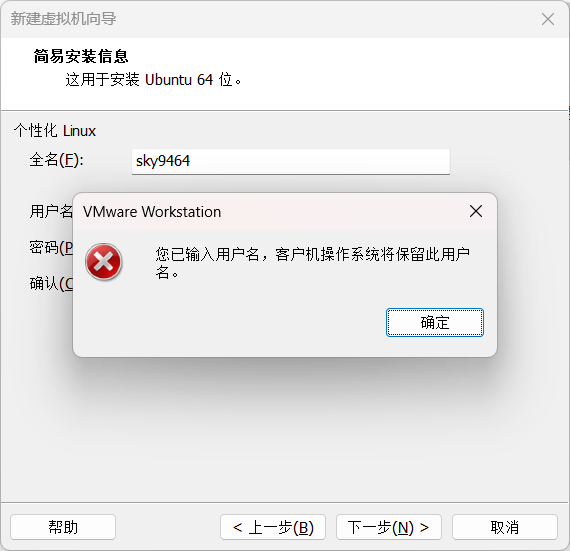 新建虚拟机向导
简易安装信息
这用于安装 Ubuntu 64 位。
个性化 Linux
全名(F): sky9464
用户名
VMware Workstation
密码(P
您已输入用户名，客户机操作系统将保留此用户
名。
确认(C
确定
帮助 < 上一步(B) 下一步(N) > 取消